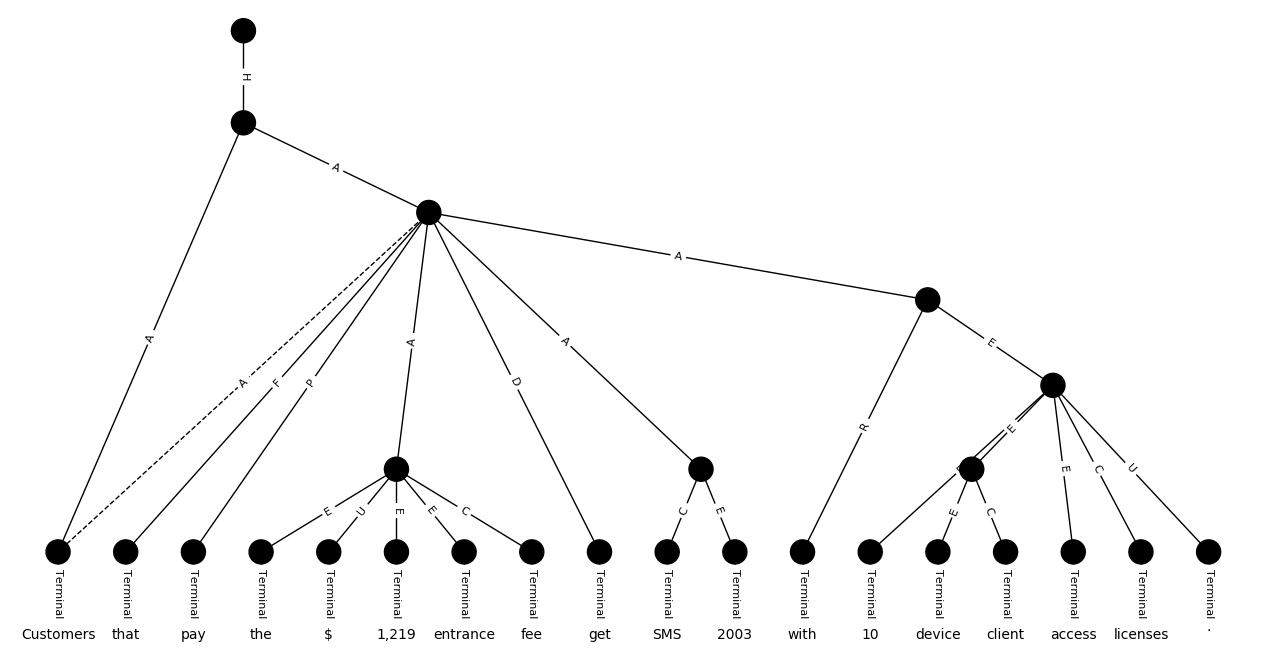 H
A
A
A
A
F
P
A
D
A
R
E
E
U
E
E
C
C
E
E
E
C
E
C
U
Terminal Terminal Terminal Terminal Terminal Terminal Terminal Terminal Terminal Terminal Terminal Terminal Terminal Terminal Terminal Terminal Terminal Terminal
Customers that pay the $ 1,219 entrance fee get SMS 2003 with 10 device client access licenses .